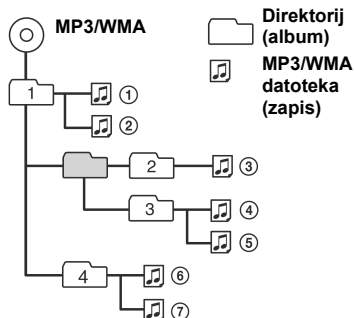 MP3/WMA
Direktorij
(album)
MP3/WMA
datoteka
(zapis)
1
①
②
2
③
3
④
⑤
4
⑥
⑦